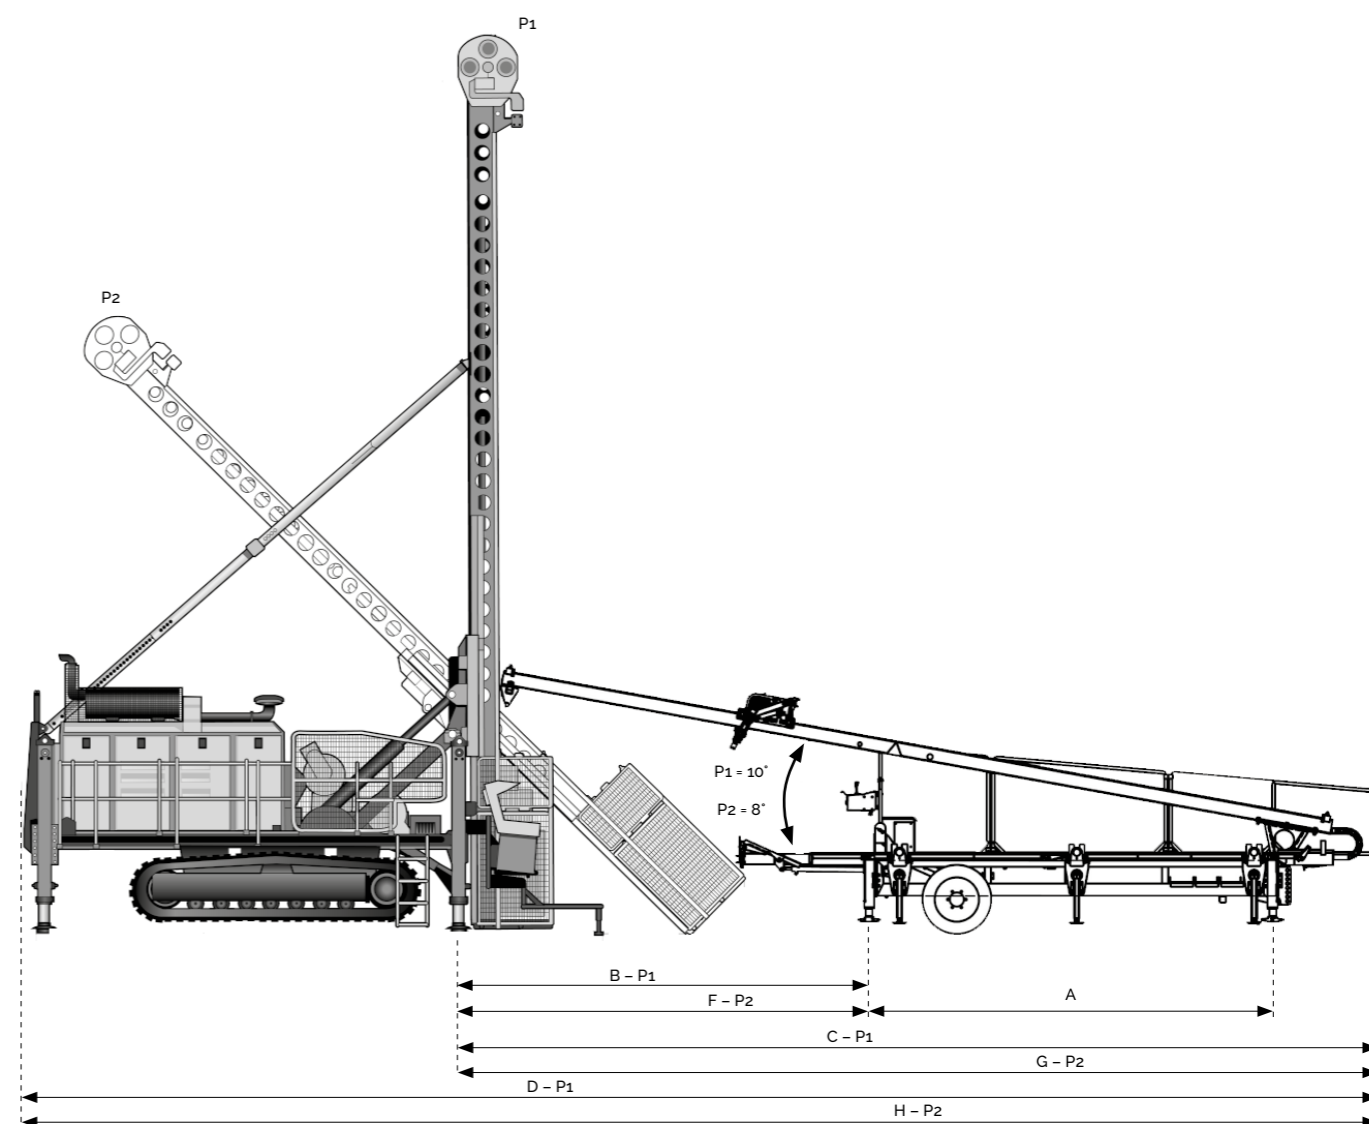 P1
P2
P1 = 10°
P2 = 8°
B – P1
F – P2
A
C – P1
G – P2
D – P1
H – P2